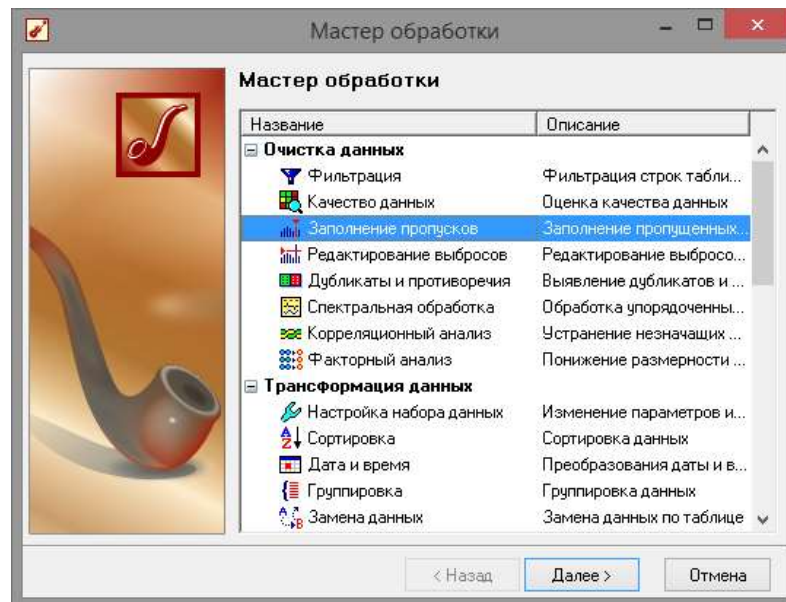 Мастер обработки
Мастер обработки
Название Описание
Очистка данных
Фильтрация Фильтрация строк табли...
Качество данных Оценка качества данных
Заполнение пропусков Заполнение пропущенных...
Редактирование выбросов Редактирование выбросо...
Дубликаты и противоречия Выявление дубликатов и ...
Спектральная обработка Обработка упорядоченны...
Корреляционный анализ Устранение незначащих ...
Факторный анализ Понижение размерности ...
Трансформация данных
Настройка набора данных Изменение параметров и...
Сортировка Сортировка данных
Дата и время Преобразования даты и в...
Группировка Группировка данных
Замена данных Замена данных по таблице
< Назад Далее > Отмена